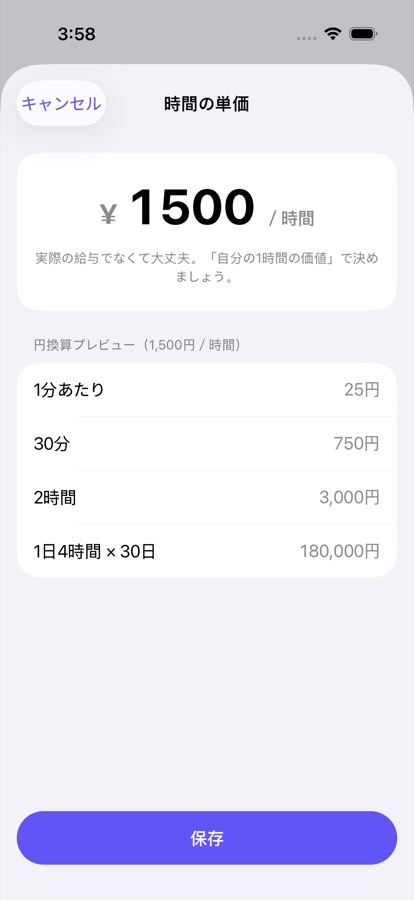 3:58
キャンセル
時間の単価
¥ 1500 / 時間
実際の給与でなくて大丈夫。「自分の1時間の価値」で決め
ましょう。
円換算プレビュー（1,500円 / 時間）
1分あたり 25円
30分 750円
2時間 3,000円
1日4時間 × 30日 180,000円
保存